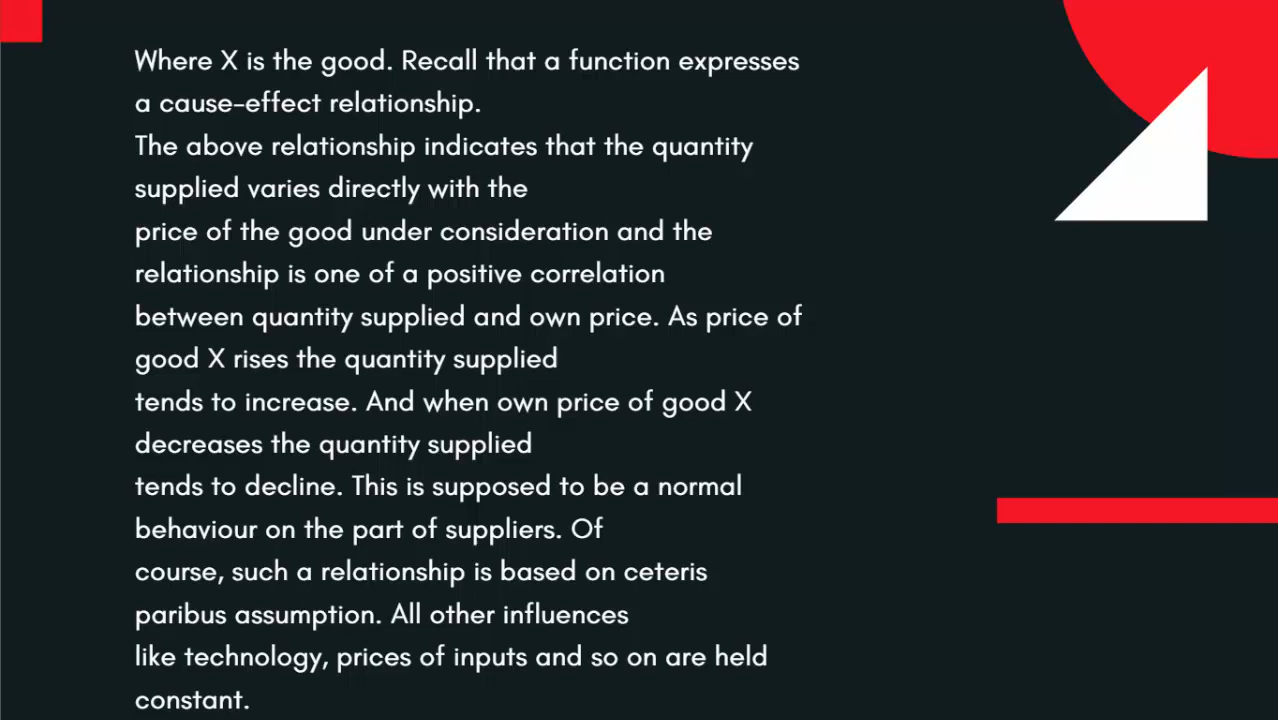 Where X is the good. Recall that a function expresses
a cause-effect relationship.
The above relationship indicates that the quantity
supplied varies directly with the
price of the good under consideration and the
relationship is one of a positive correlation
between quantity supplied and own price. As price of
good X rises the quantity supplied
tends to increase. And when own price of good X
decreases the quantity supplied
tends to decline. This is supposed to be a normal
behaviour on the part of suppliers. Of
course, such a relationship is based on ceteris
paribus assumption. All other influences
like technology, prices of inputs and so on are held
constant.